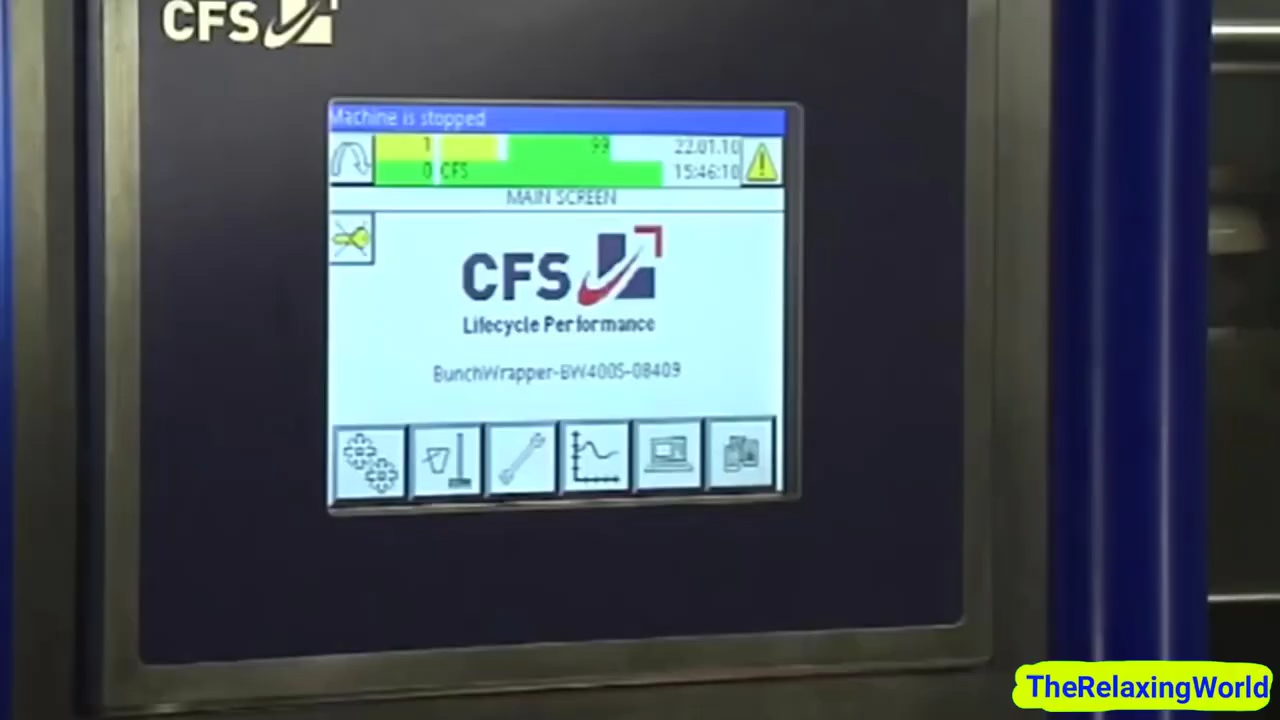 CFS
Machine is stopped
1 99 22.01.10
0 CFS 15:46:10
MAIN SCREEN
CFS
Lifecycle Performance
BunchWrapper-BW400S-08409
TheRelaxingWorld